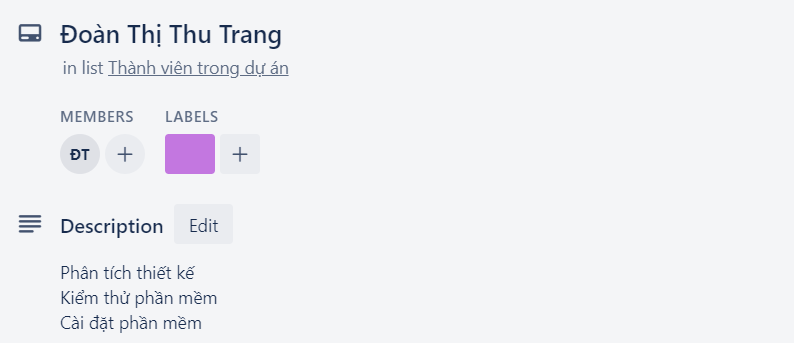 Đoàn Thị Thu Trang
in list Thành viên trong dự án
MEMBERS LABELS
ĐT + +
Description Edit
Phân tích thiết kế
Kiểm thử phần mềm
Cài đặt phần mềm